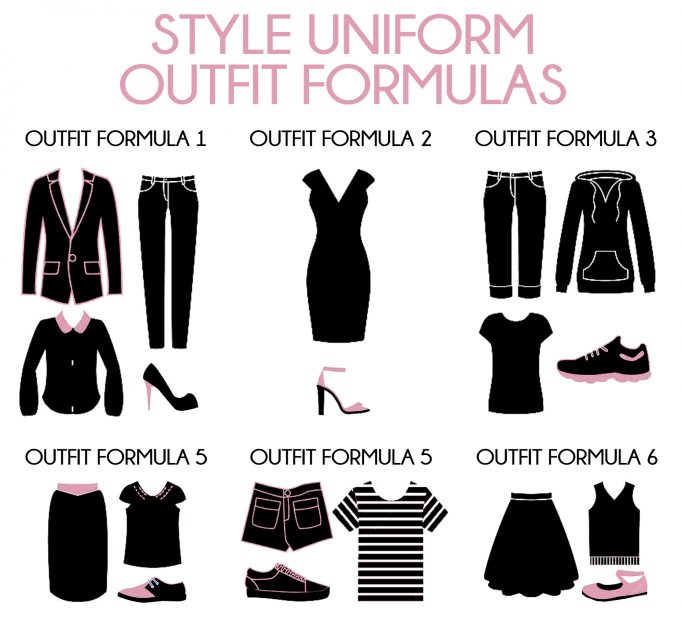 STYLE UNIFORM
OUTFIT FORMULAS
OUTFIT FORMULA 1
OUTFIT FORMULA 2
OUTFIT FORMULA 3
OUTFIT FORMULA 5
OUTFIT FORMULA 5
OUTFIT FORMULA 6